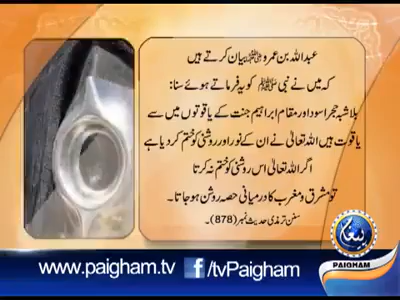 عبداللہ بن عمرو ؓ بیان کرتے ہیں
کہ میں نے نبی ﷺ کو یہ فرماتے ہوئے سنا:
بلاشبہ حجر اسود اور مقام ابراہیم جنت کے یاقوتوں میں سے
یاقوت ہیں اللہ تعالیٰ نے ان کے نور اور روشنی کو ختم کر دیا ہے
اگر اللہ تعالیٰ اس روشنی کو ختم نہ کرتا
تو مشرق و مغرب کا درمیانی حصہ روشن ہو جاتا۔
سنن ترمذی حدیث نمبر (878)۔
www.paigham.tv f/tvPaigham
پیغام
PAIGHAM